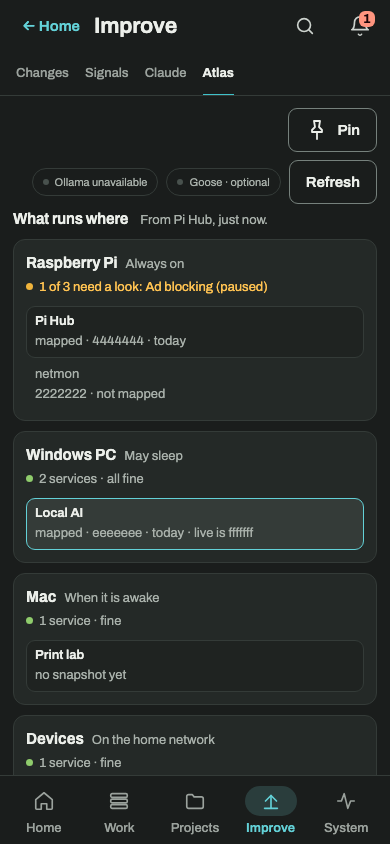 ← Home Improve 1
Changes Signals Claude Atlas
Pin
Ollama unavailable Goose · optional Refresh
What runs where From Pi Hub, just now.
Raspberry Pi Always on
1 of 3 need a look: Ad blocking (paused)
Pi Hub
mapped · 4444444 · today
netmon
2222222 · not mapped
Windows PC May sleep
2 services · all fine
Local AI
mapped · eeeeeee · today · live is fffffff
Mac When it is awake
1 service · fine
Print lab
no snapshot yet
Devices On the home network
1 service · fine
Home Work Projects Improve System